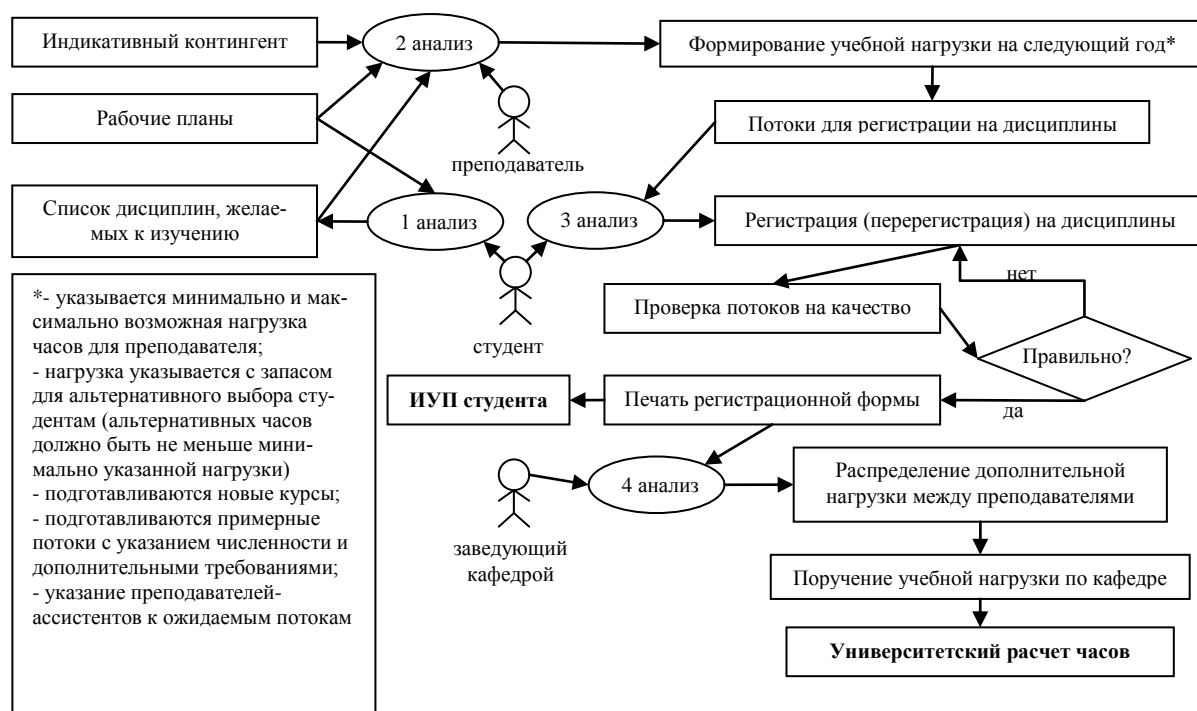 Индикативный контингент
2 анализ
Формирование учебной нагрузки на следующий год*
Рабочие планы
преподаватель
Потоки для регистрации на дисциплины
Список дисциплин, желае-
мых к изучению
1 анализ
3 анализ
Регистрация (перерегистрация) на дисциплины
студент
нет
Проверка потоков на качество
Правильно?
да
*- указывается минимально и мак-
симально возможная нагрузка
часов для преподавателя;
- нагрузка указывается с запасом
для альтернативного выбора сту-
дентам (альтернативных часов
должно быть не меньше мини-
мально указанной нагрузки)
- подготавливаются новые курсы;
- подготавливаются примерные
потоки с указанием численности и
дополнительными требованиями;
- указание преподавателей-
ассистентов к ожидаемым потокам
ИУП студента
Печать регистрационной формы
заведующий
кафедрой
4 анализ
Распределение дополнительной
нагрузки между преподавателями
Поручение учебной нагрузки по кафедре
Университетский расчет часов